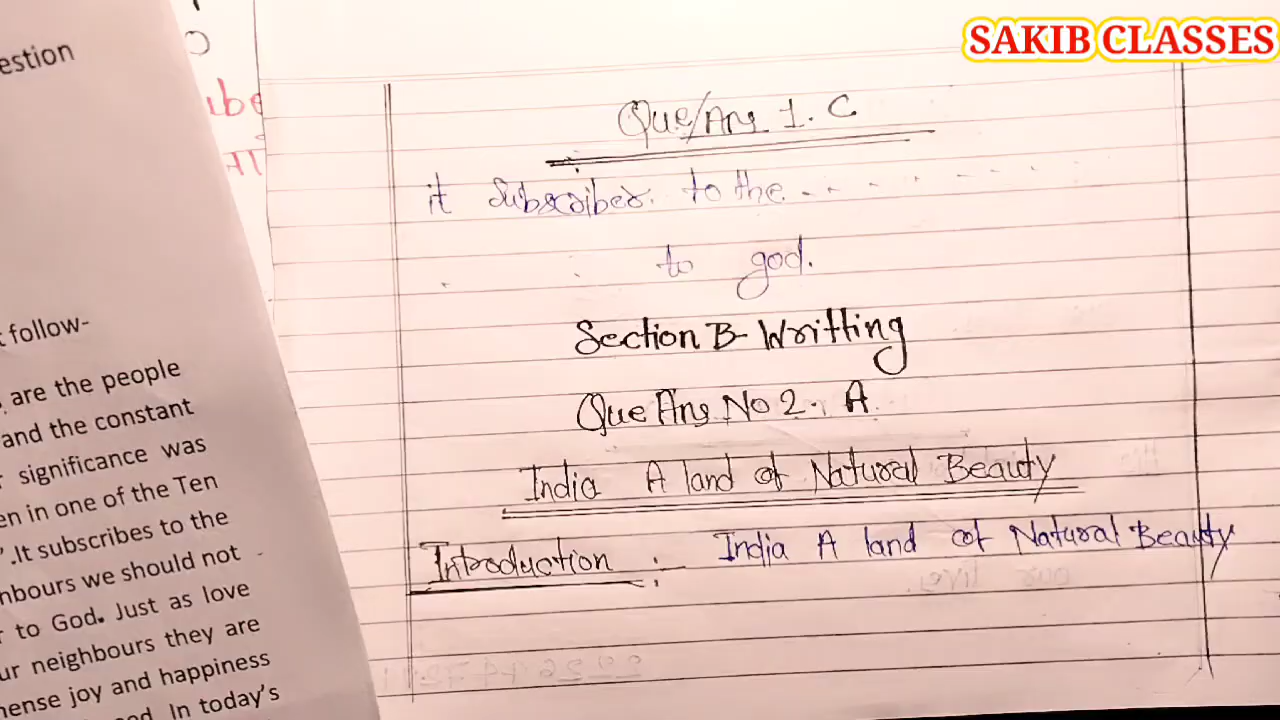 SAKIB CLASSES
estion
t follow-
are the people
and the constant
significance was
en in one of the Ten
.It subscribes to the
nbours we should not
r to God. Just as love
ur neighbours they are
nense joy and happiness
In today's
Que/Ans 1. C
it Subscriber. to the. - - - - - - - -
to god.
Section B- Writting
Que Ans No 2. A
India A land of Natural Beauty
Introduction :- India A land of Natural Beauty